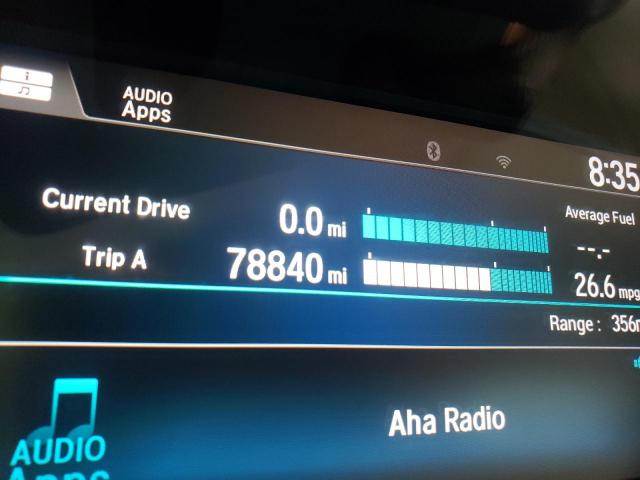 AUDIO
Apps
8:35
Current Drive 0.0 mi Average Fuel
--.-
Trip A 78840 mi 26.6 mpg
Range: 356
Aha Radio
AUDIO
Apps